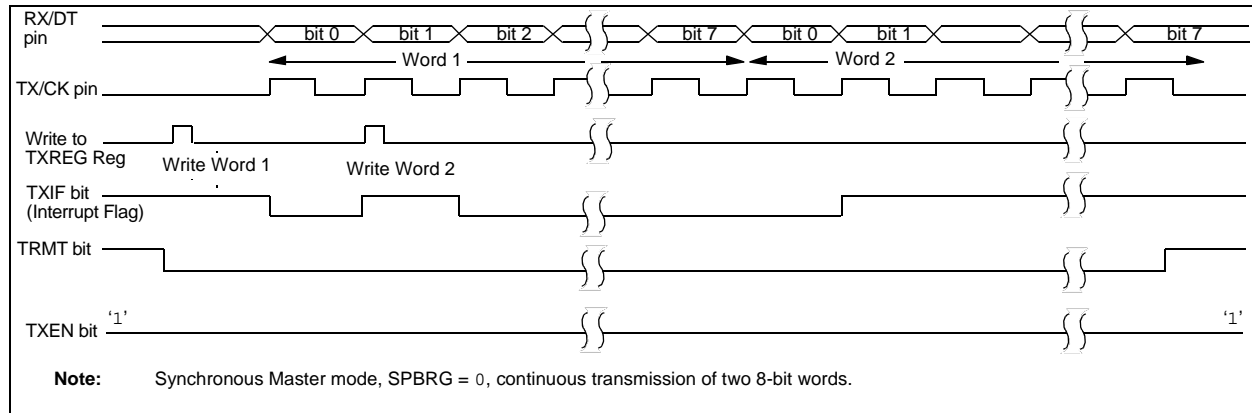 RX/DT
pin
bit 0 bit 1 bit 2 bit 7 bit 0 bit 1 bit 7
Word 1 Word 2
TX/CK pin
Write to
TXREG Reg
Write Word 1 Write Word 2
TXIF bit
(Interrupt Flag)
TRMT bit
TXEN bit
‘1’ ‘1’
Note: Synchronous Master mode, SPBRG = 0, continuous transmission of two 8-bit words.